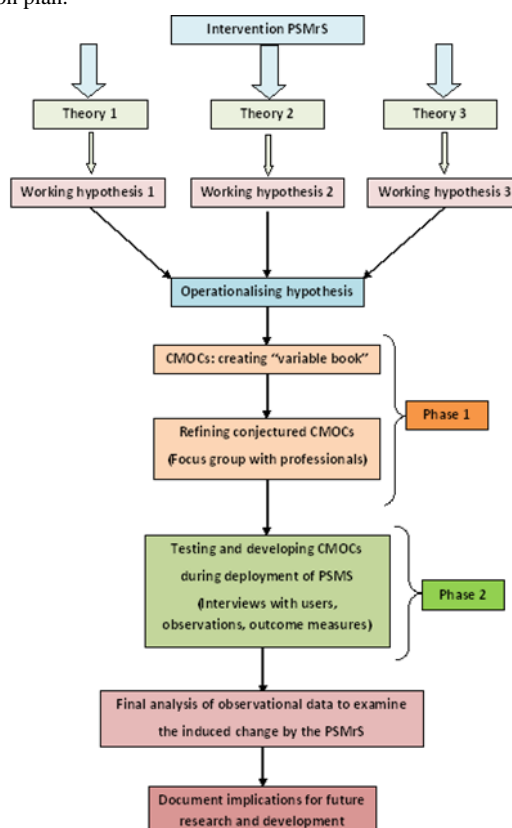 on plan.
Intervention PSMrS
Theory 1
Theory 2
Theory 3
Working hypothesis 1
Working hypothesis 2
Working hypothesis 3
Operationalising hypothesis
CMOCs: creating “variable book”
Phase 1
Refining conjectured CMOCs
(Focus group with professionals)
Testing and developing CMOCs
during deployment of PSMS
(Interviews with users,
observations, outcome measures)
Phase 2
Final analysis of observational data to examine
the induced change by the PSMrS
Document implications for future
research and development